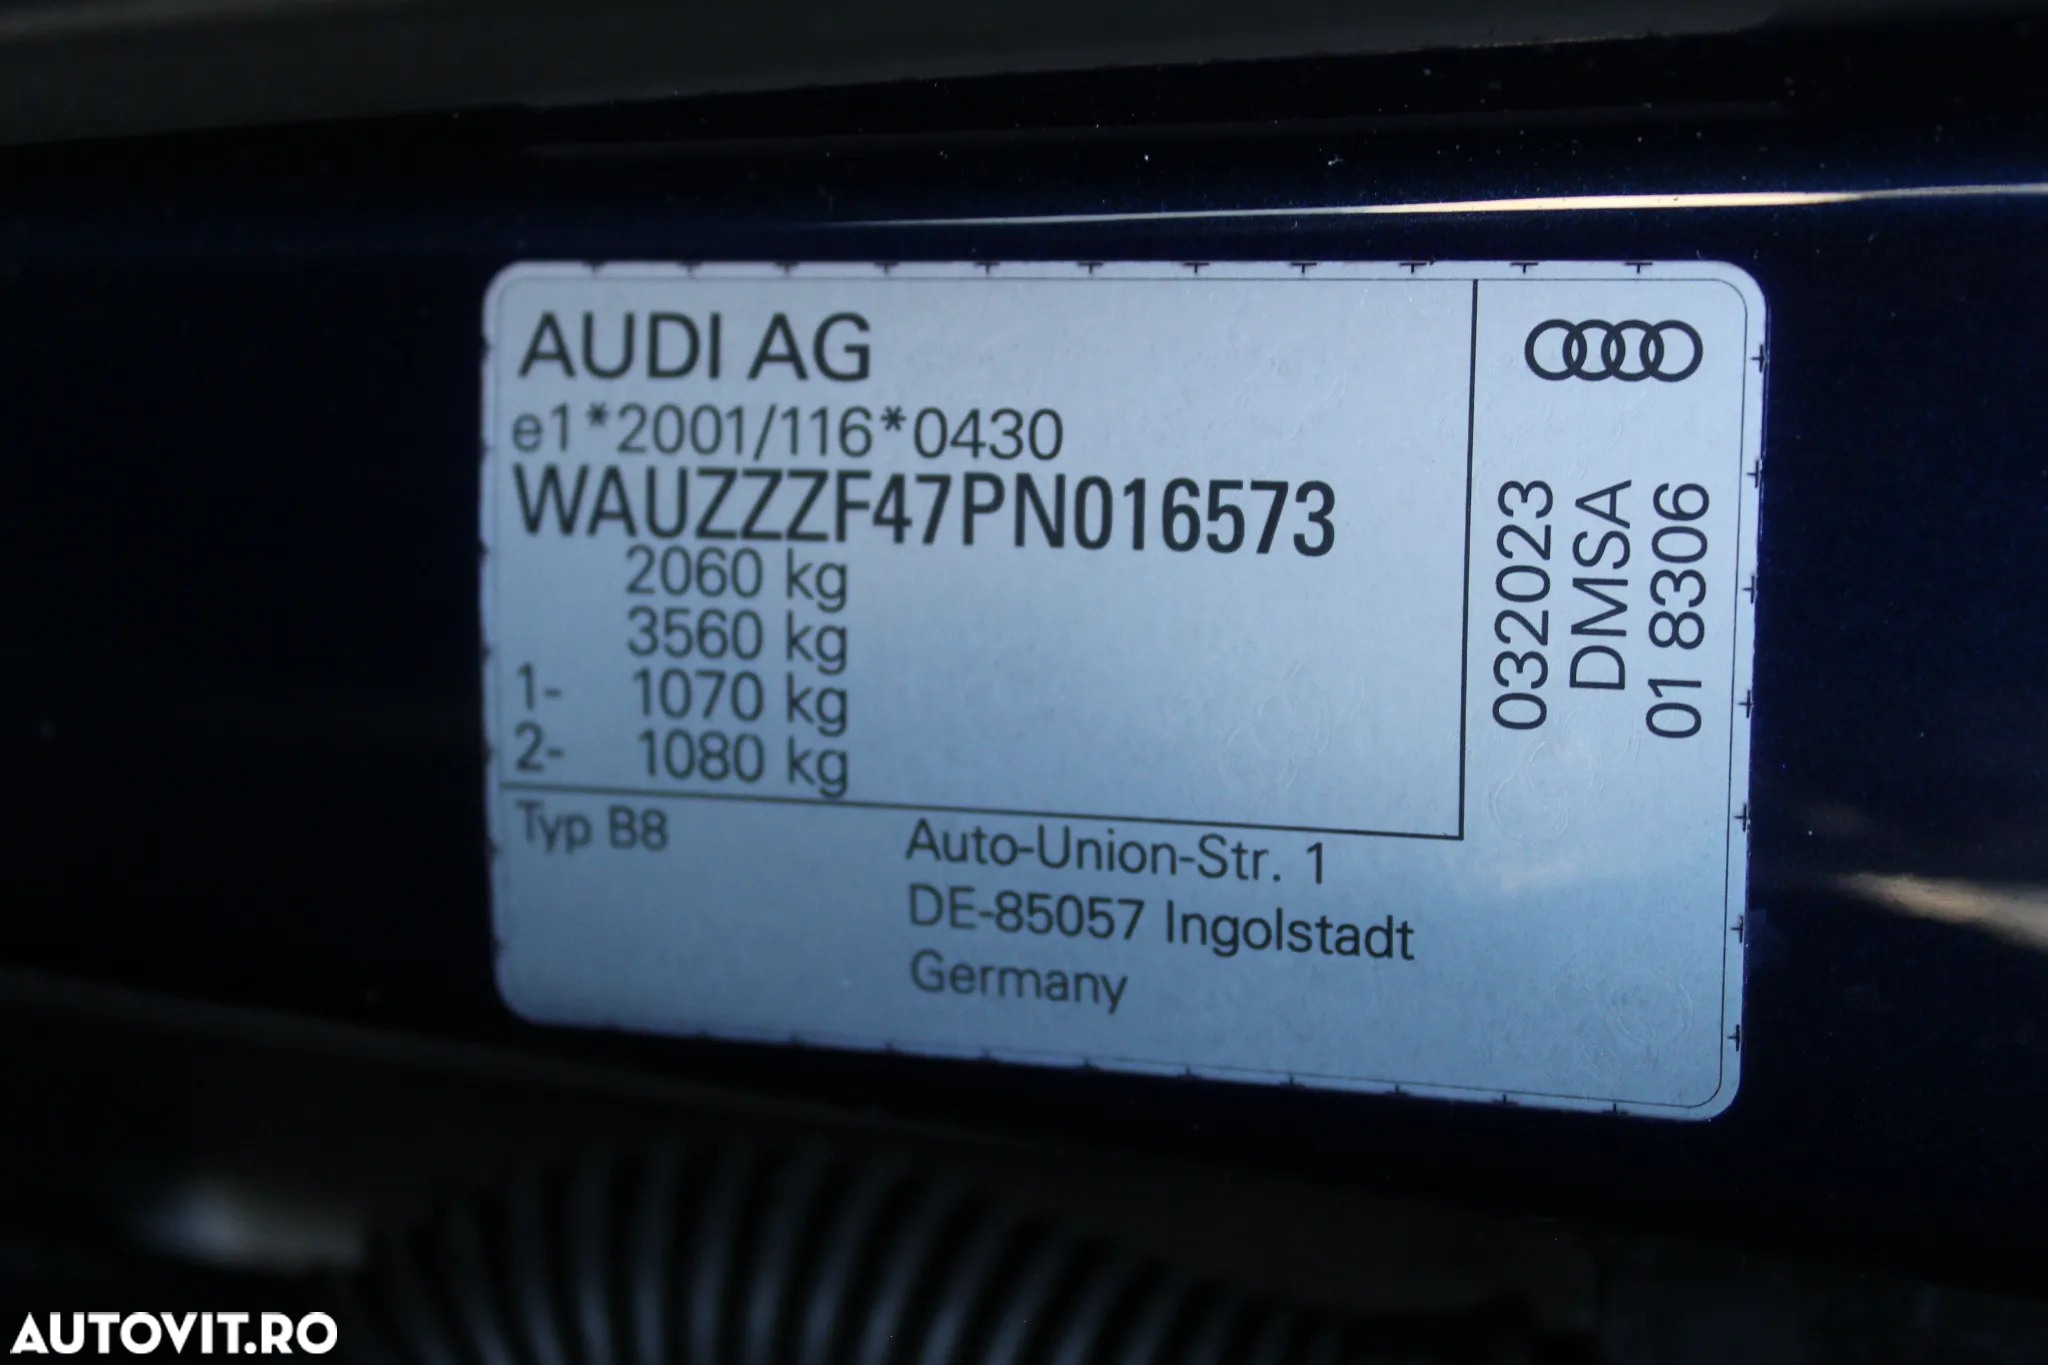 AUDI AG
e1*2001/116*0430
WAUZZZF47PN016573
2060 kg
3560 kg
1- 1070 kg
2- 1080 kg
Typ B8
Auto-Union-Str. 1
DE-85057 Ingolstadt
Germany
032023
DMSA
01 8306
AUTOVIT.RO